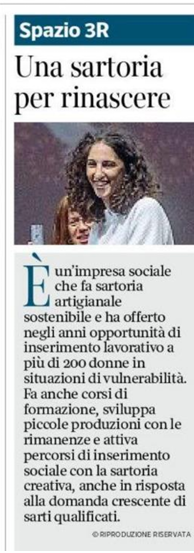 Spazio 3R
Una sartoria
per rinascere
È un'impresa sociale
che fa sartoria
artigianale
sostenibile e ha offerto
negli anni opportunità di
inserimento lavorativo a
più di 200 donne in
situazioni di vulnerabilità.
Fa anche corsi di
formazione, sviluppa
piccole produzioni con le
rimanenze e attiva
percorsi di inserimento
sociale con la sartoria
creativa, anche in risposta
alla domanda crescente di
sarti qualificati.
© RIPRODUZIONE RISERVATA